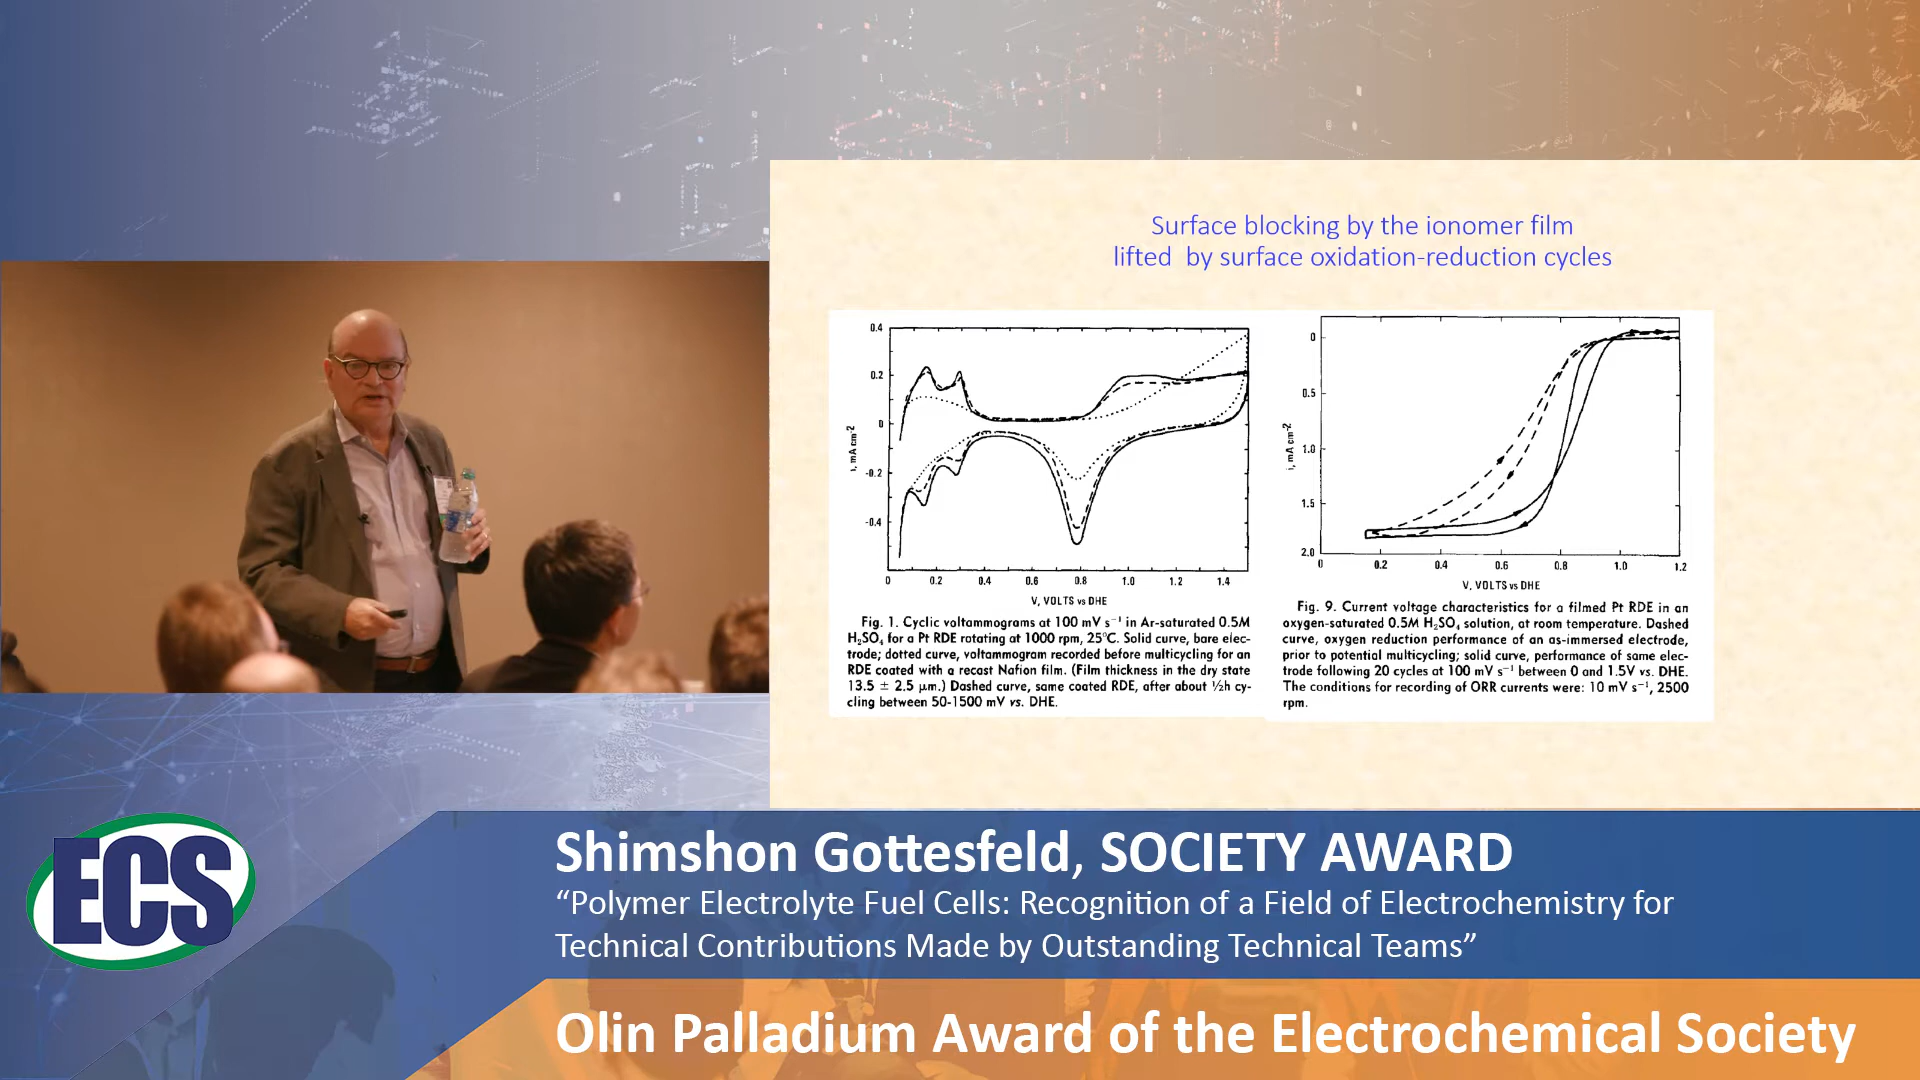 Surface blocking by the ionomer film
lifted by surface oxidation-reduction cycles
0.4
0.2
0
-0.2
-0.4
i, mA cm-2
0 0.2 0.4 0.6 0.8 1.0 1.2 1.4
V, VOLTS vs DHE
Fig. 1. Cyclic voltammograms at 100 mV s⁻¹ in Ar-saturated 0.5M
H₂SO₄ for a Pt RDE rotating at 1000 rpm, 25°C. Solid curve, bare elec-
trode; dotted curve, voltammogram recorded before multicycling for an
RDE coated with a recast Nafion film. (Film thickness in the dry state
13.5 ± 2.5 μm.) Dashed curve, same coated RDE, after about ½h cy-
cling between 50-1500 mV vs. DHE.
0
0.5
1.0
1.5
2.0
i, mA cm-2
0 0.2 0.4 0.6 0.8 1.0 1.2
V, VOLTS vs DHE
Fig. 9. Current voltage characteristics for a filmed Pt RDE in an
oxygen-saturated 0.5M H₂SO₄ solution, at room temperature. Dashed
curve, oxygen reduction performance of an as-immersed electrode,
prior to potential multicycling; solid curve, performance of same elec-
trode following 20 cycles at 100 mV s⁻¹ between 0 and 1.5V vs. DHE.
The conditions for recording of ORR currents were: 10 mV s⁻¹, 2500
rpm.
ECS
Shimshon Gottesfeld, SOCIETY AWARD
“Polymer Electrolyte Fuel Cells: Recognition of a Field of Electrochemistry for
Technical Contributions Made by Outstanding Technical Teams”
Olin Palladium Award of the Electrochemical Society